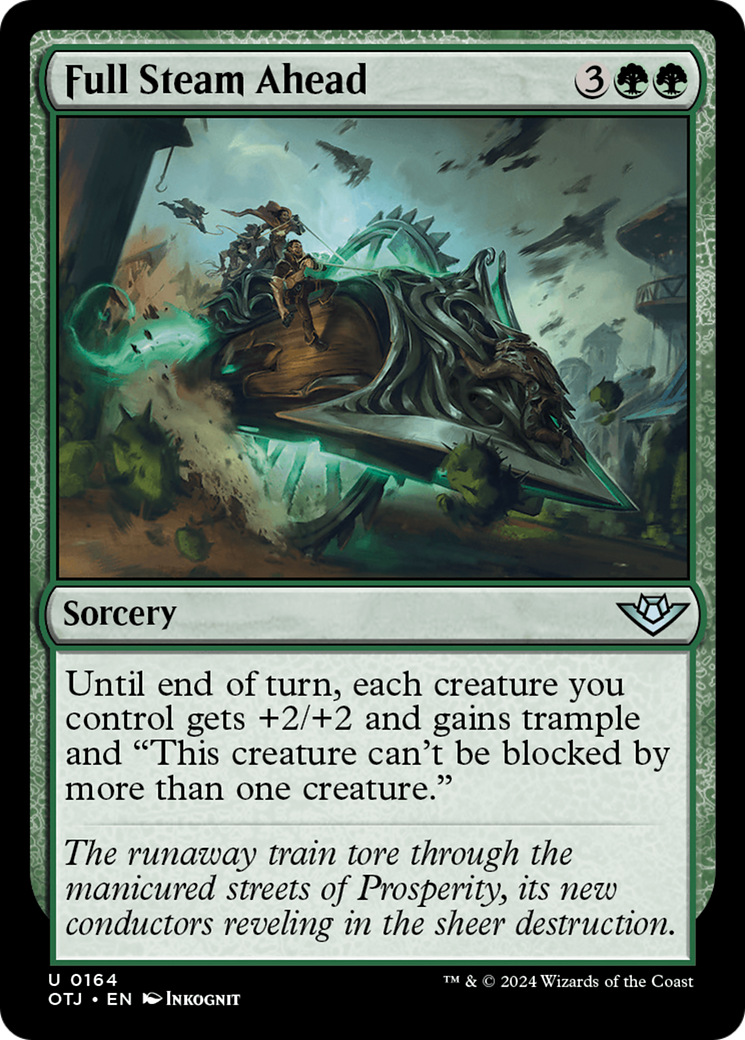 Full Steam Ahead 3
Sorcery
Until end of turn, each creature you
control gets +2/+2 and gains trample
and “This creature can’t be blocked by
more than one creature.”
The runaway train tore through the
manicured streets of Prosperity, its new
conductors reveling in the sheer destruction.
U 0164
OTJ • EN Inkognit
™ & © 2024 Wizards of the Coast